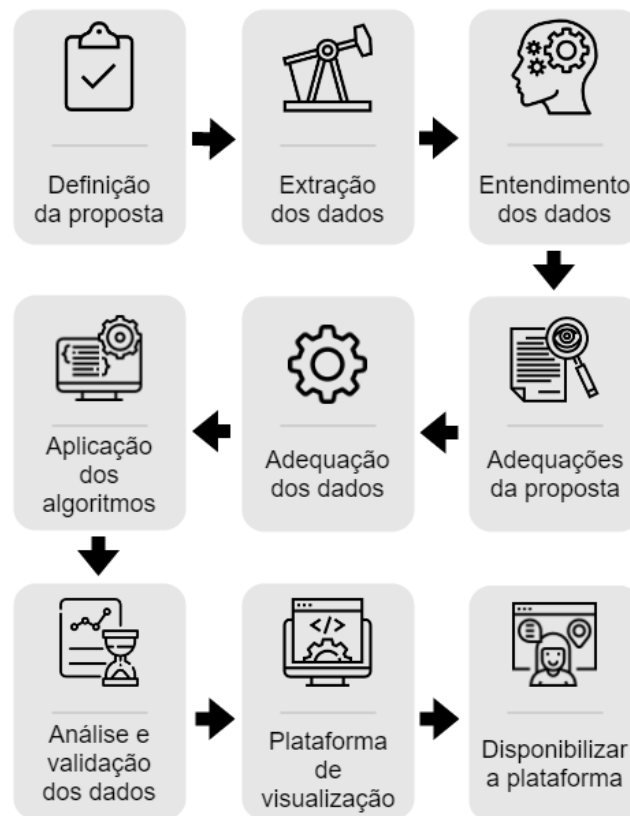 Definição
da proposta
Extração
dos dados
Entendimento
dos dados
Adequações
da proposta
Adequação
dos dados
Aplicação
dos
algoritmos
Análise e
validação
dos dados
Plataforma
de
visualização
</>
Disponibilizar
a plataforma